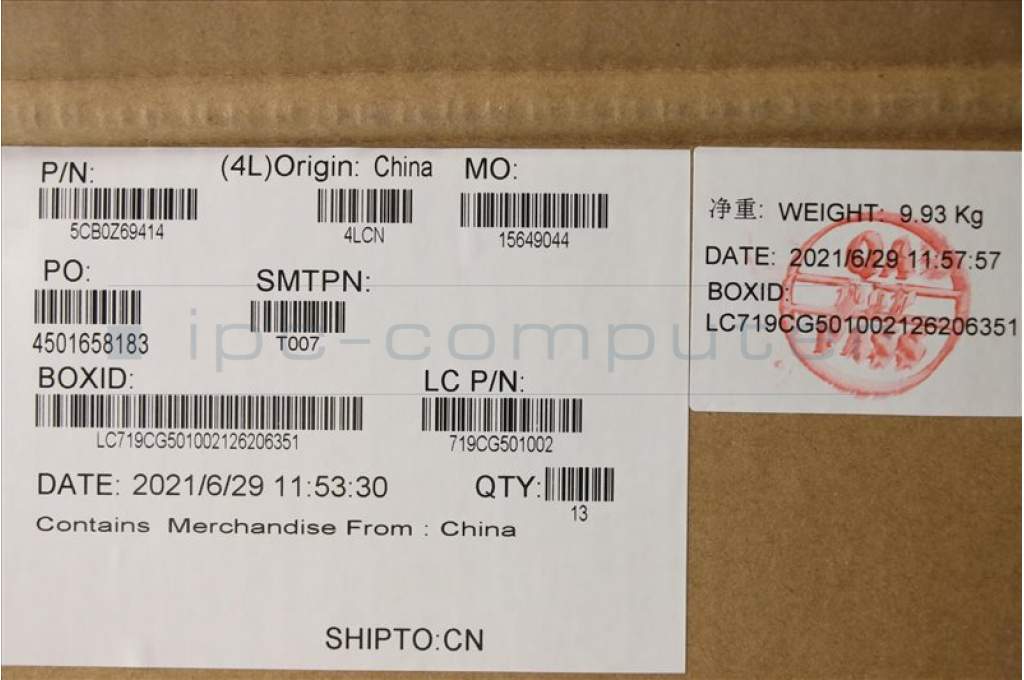 P/N:
5CB0Z69414
(4L)Origin: China
4LCN
MO:
15649044
PO:
4501658183
SMTPN:
T007
BOXID:
LC719CG501002126206351
LC P/N:
719CG501002
DATE: 2021/6/29 11:53:30
QTY:
13
Contains Merchandise From : China
SHIPTO:CN
净重: WEIGHT: 9.93 Kg
DATE: 2021/6/29 11:57:57
BOXID:
LC719CG501002126206351
PASS
ipc-computer